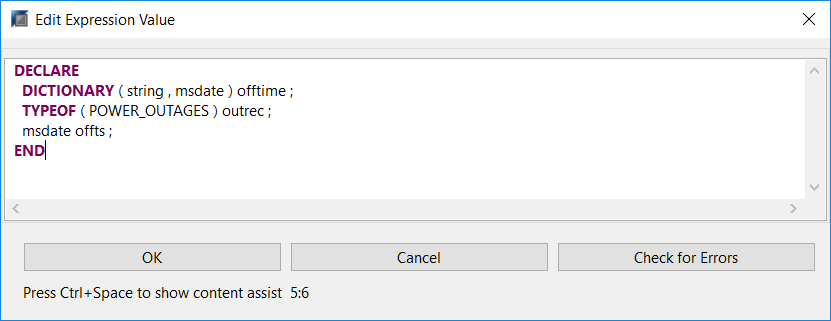 Edit Expression Value
DECLARE
DICTIONARY ( string , msdate ) offtime ;
TYPEOF ( POWER_OUTAGES ) outrec ;
msdate offts ;
END
OK
Cancel
Check for Errors
Press Ctrl+Space to show content assist 5:6